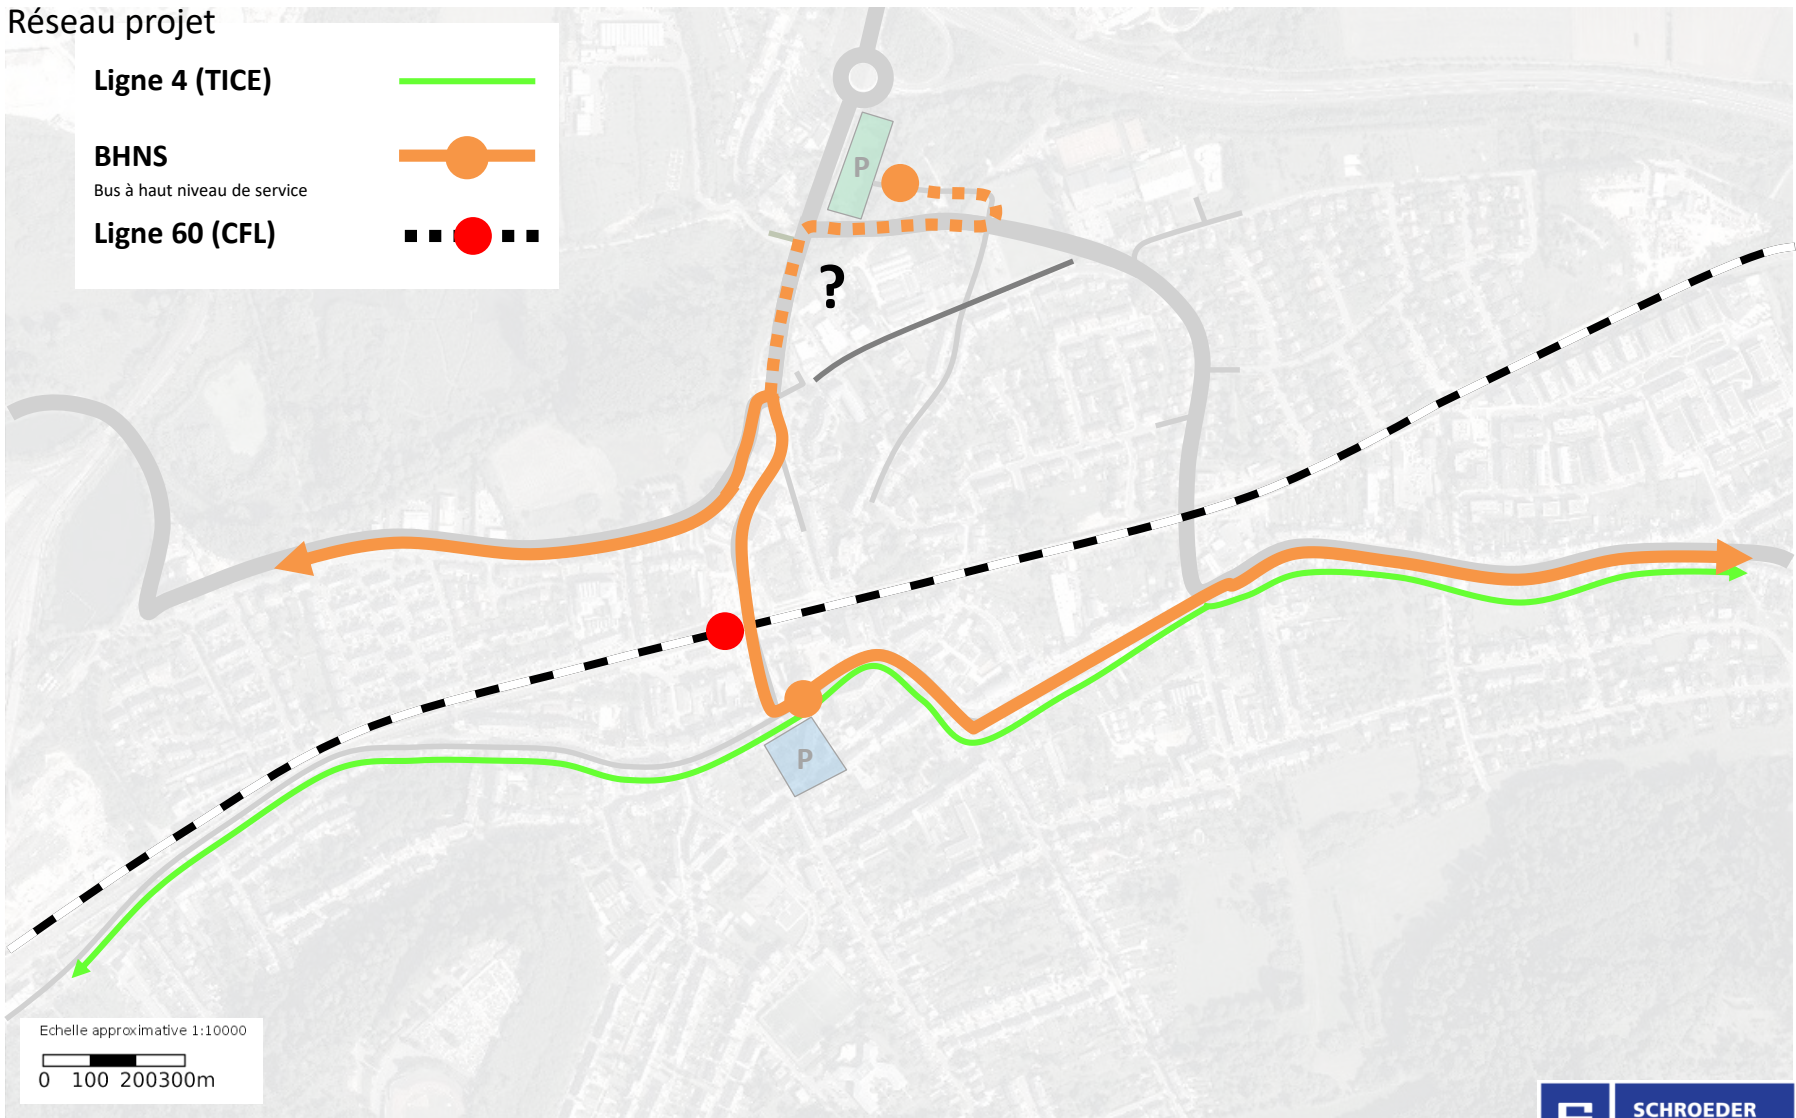 Réseau projet
Ligne 4 (TICE)
BHNS
Bus à haut niveau de service
Ligne 60 (CFL)
P
?
P
Echelle approximative 1:10000
0 100 200300m
SCHROEDER